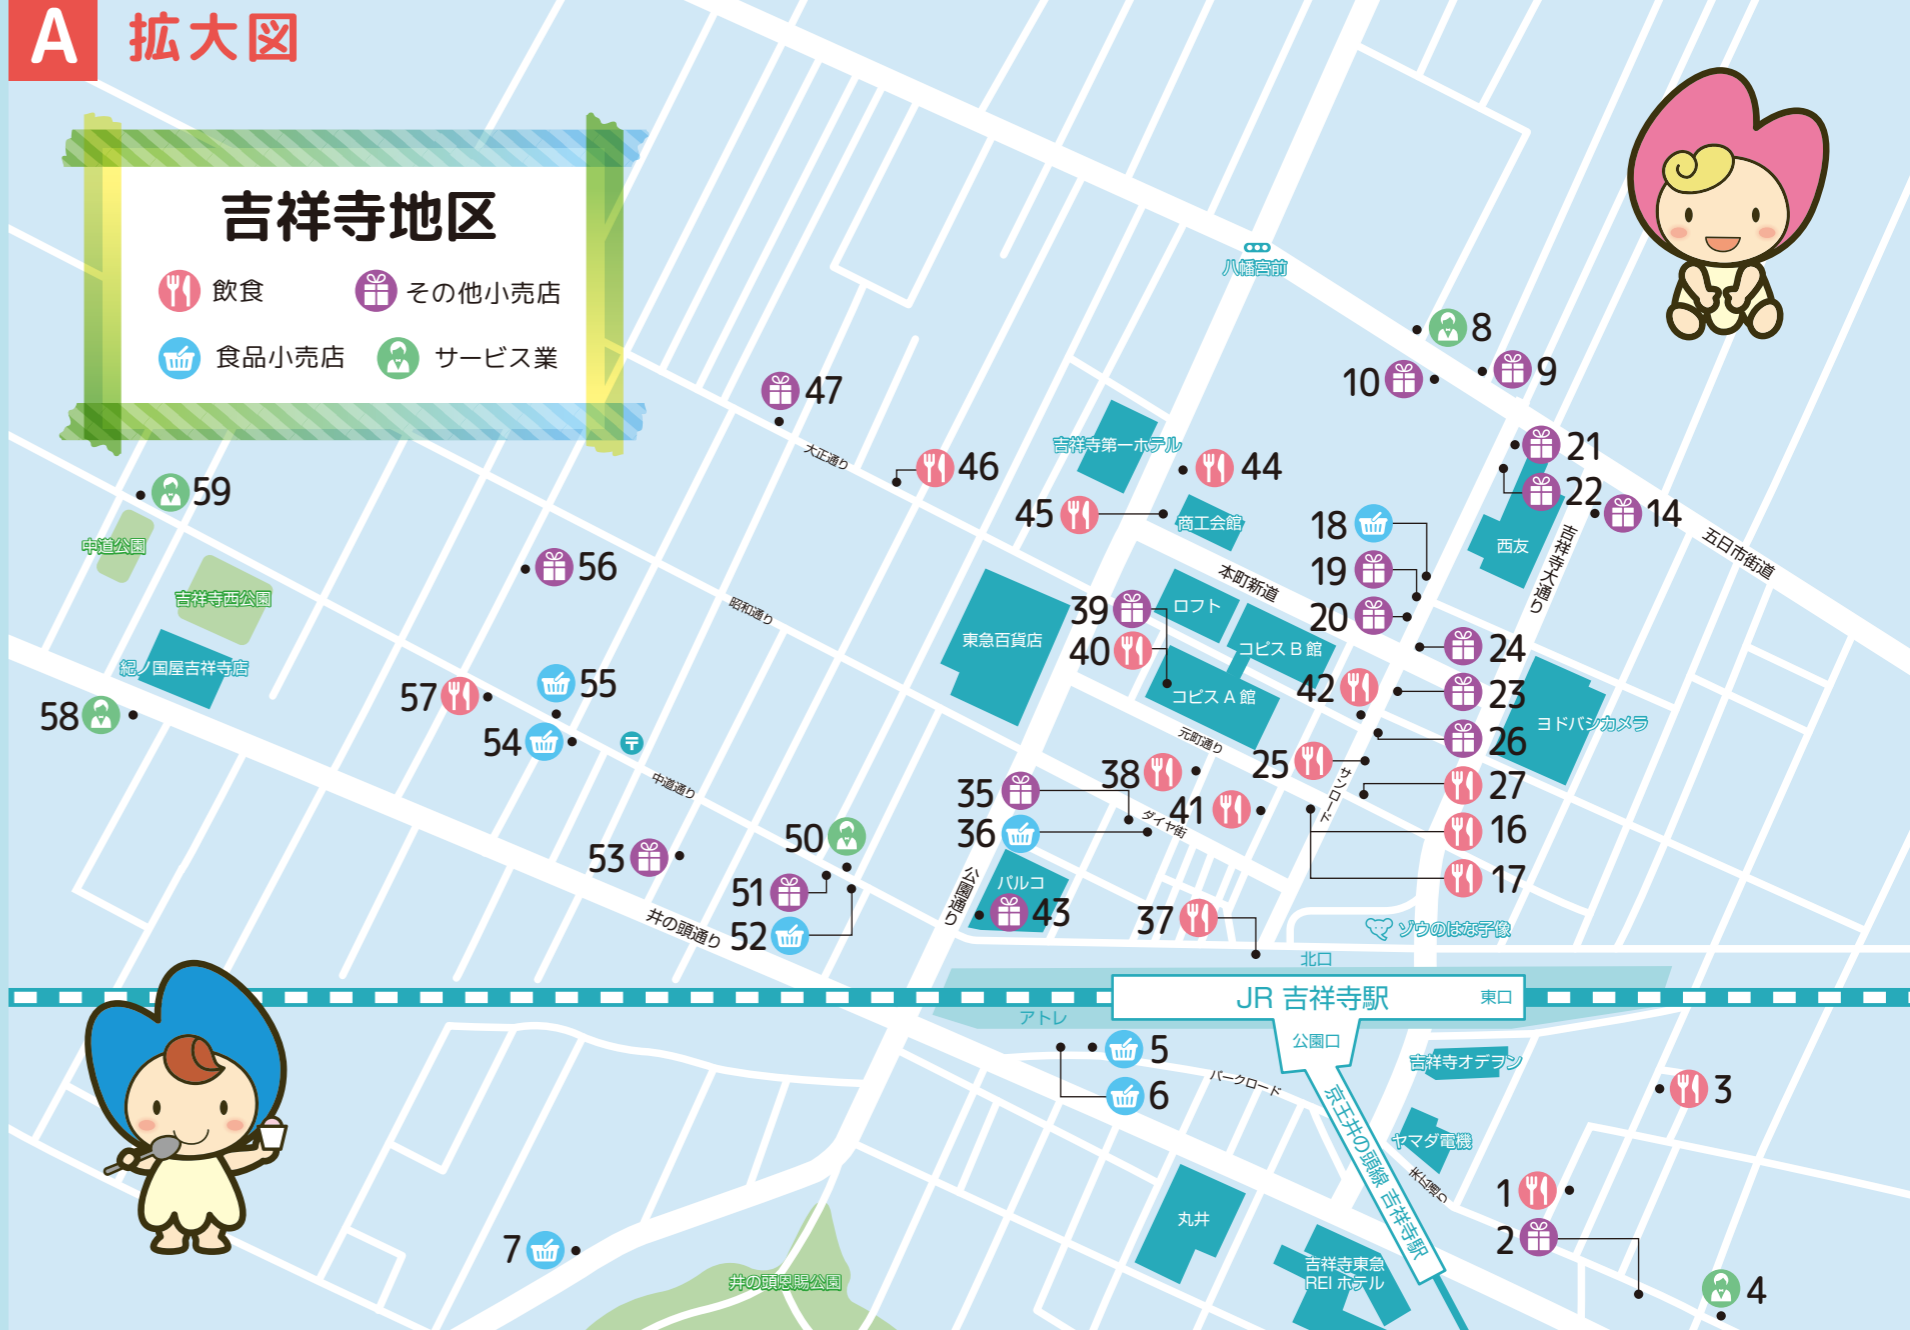 A 拡大図
吉祥寺地区
飲食
その他小売店
食品小売店
サービス業
八幡宮前
8
10
9
47
大正通り
46
吉祥寺第一ホテル
44
45
商工会館
21
22
14
西友
吉祥寺大通り
五日市街道
18
19
20
本町新道
59
中道公園
吉祥寺西公園
紀ノ国屋吉祥寺店
56
昭和通り
東急百貨店
39
40
ロフト
コピス B 館
コピス A 館
42
24
23
26
ヨドバシカメラ
58
57
55
54
〒
中道通り
元町通り
38
25
サンロード
27
35
36
41
ダイヤ街
16
17
53
50
51
52
井の頭通り
公園通り
パルコ
43
37
ゾウのはな子像
北口
JR 吉祥寺駅
東口
アトレ
公園口
5
6
パークロード
京王井の頭線 吉祥寺駅
吉祥寺オデヲン
3
ヤマダ電機
末広通り
1
2
4
丸井
吉祥寺東急
REI ホテル
7
井の頭恩賜公園